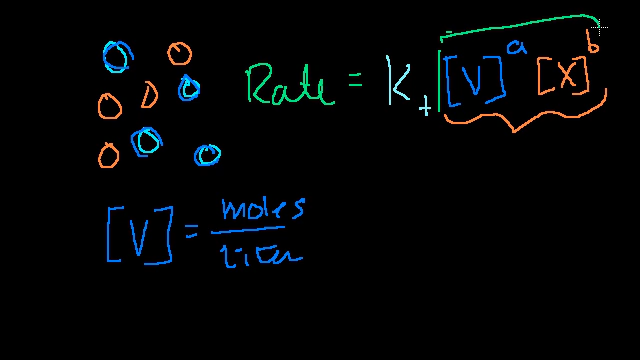 Rate = K+ [V]^a [X]^b
[V] = moles
liter